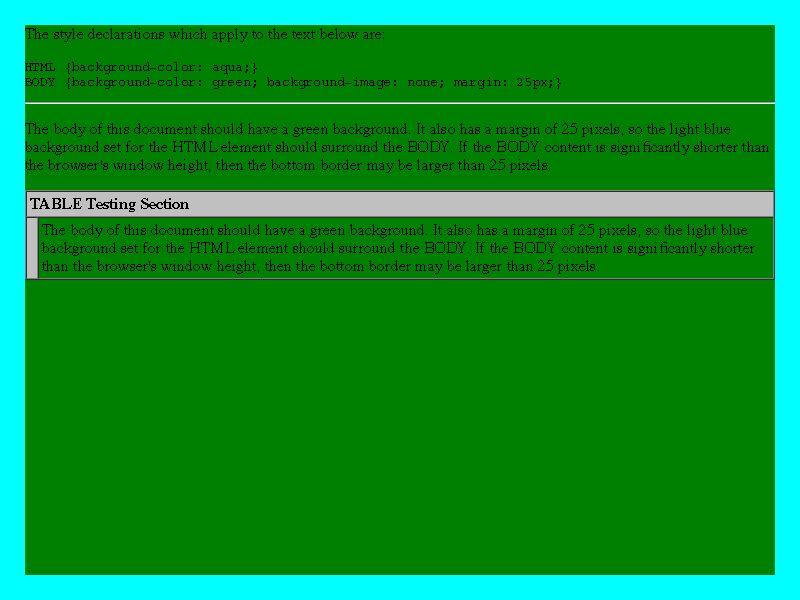 The style declarations which apply to the text below are:
HTML {background-color: aqua;}
BODY {background-color: green; background-image: none; margin: 25px;}
The body of this document should have a green background. It also has a margin of 25 pixels, so the light blue
background set for the HTML element should surround the BODY. If the BODY content is significantly shorter than
the browser's window height, then the bottom border may be larger than 25 pixels.
TABLE Testing Section
The body of this document should have a green background. It also has a margin of 25 pixels, so the light blue
background set for the HTML element should surround the BODY. If the BODY content is significantly shorter
than the browser's window height, then the bottom border may be larger than 25 pixels.